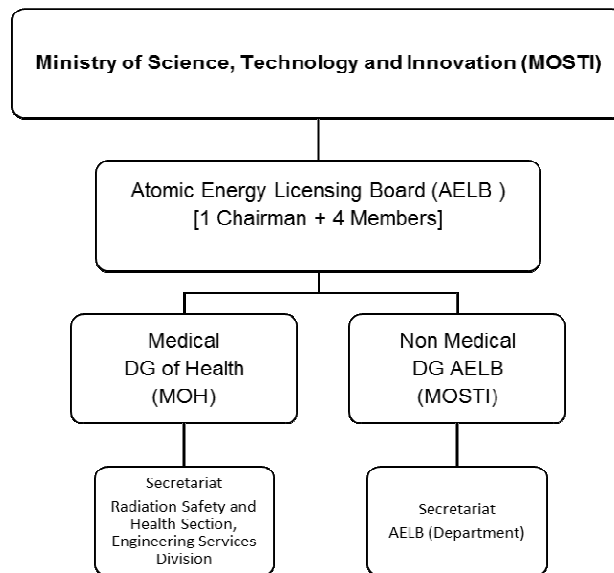 Ministry of Science, Technology and Innovation (MOSTI)
Atomic Energy Licensing Board (AELB )
[1 Chairman + 4 Members]
Medical
DG of Health
(MOH)
Non Medical
DG AELB
(MOSTI)
Secretariat
Radiation Safety and
Health Section,
Engineering Services
Division
Secretariat
AELB (Department)